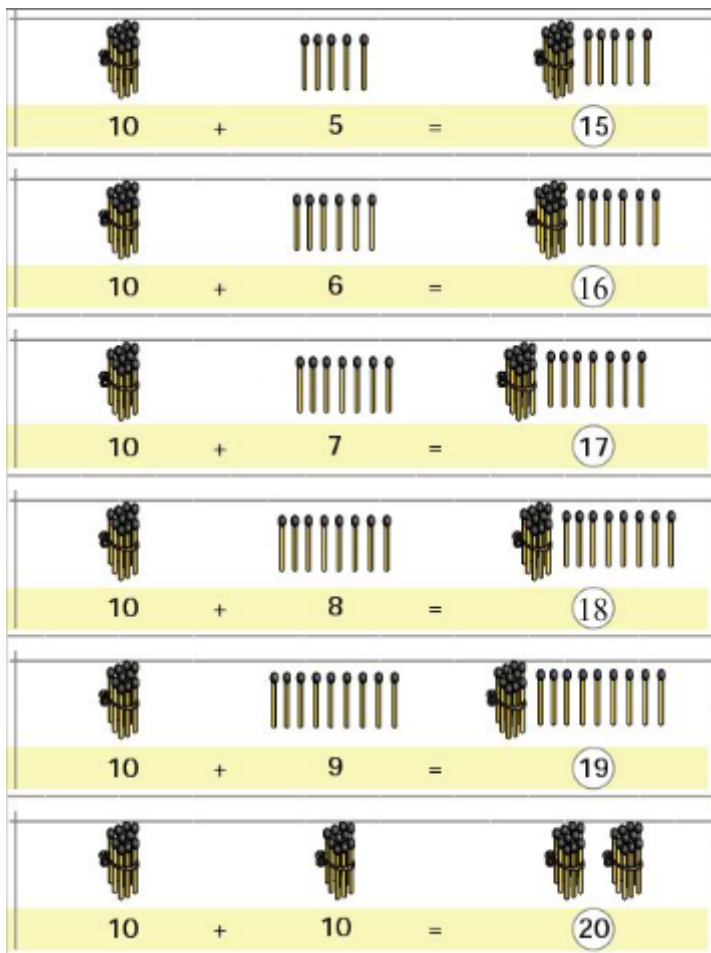 10 + 5 = 15
10 + 6 = 16
10 + 7 = 17
10 + 8 = 18
10 + 9 = 19
10 + 10 = 20